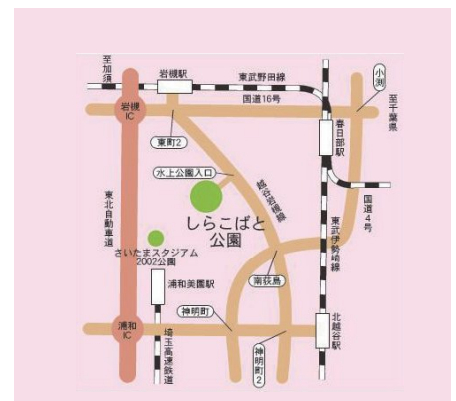 至加須
岩槻駅
東武野田線
小渕
国道16号
至千葉県
岩槻
IC
東町2
春日部駅
水上公園入口
越谷岩槻線
国道4号
しらこばと
公園
東北自動車道
さいたまスタジアム
2002公園
東武伊勢崎線
浦和美園駅
南荻島
神明町
北越谷駅
浦和
IC
埼玉高速鉄道
神明町2